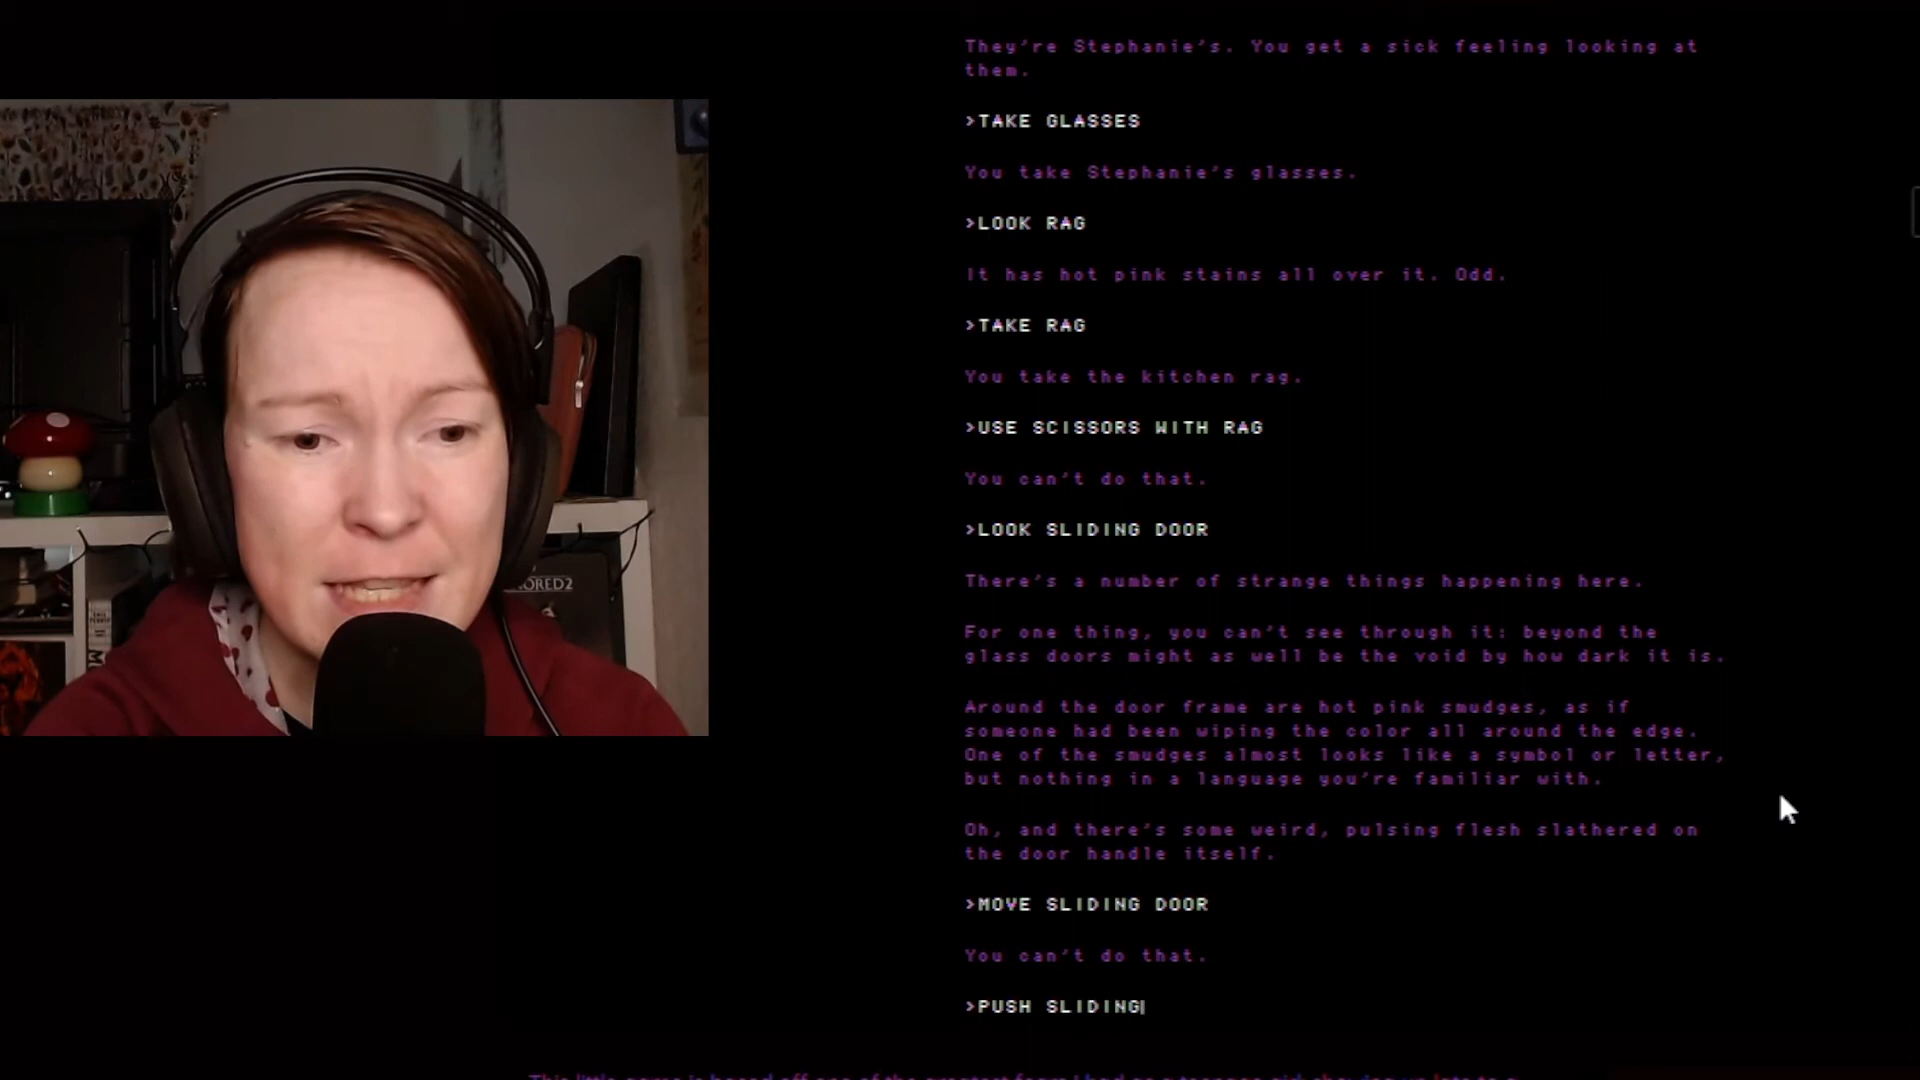 They're Stephanie's. You get a sick feeling looking at
them.
>TAKE GLASSES
You take Stephanie's glasses.
>LOOK RAG
It has hot pink stains all over it. Odd.
>TAKE RAG
You take the kitchen rag.
>USE SCISSORS WITH RAG
You can't do that.
>LOOK SLIDING DOOR
There's a number of strange things happening here.
For one thing, you can't see through it: beyond the
glass doors might as well be the void by how dark it is.
Around the door frame are hot pink smudges, as if
someone had been wiping the color all around the edge.
One of the smudges almost looks like a symbol or letter,
but nothing in a language you're familiar with.
Oh, and there's some weird, pulsing flesh slathered on
the door handle itself.
>MOVE SLIDING DOOR
You can't do that.
>PUSH SLIDING
ORED2